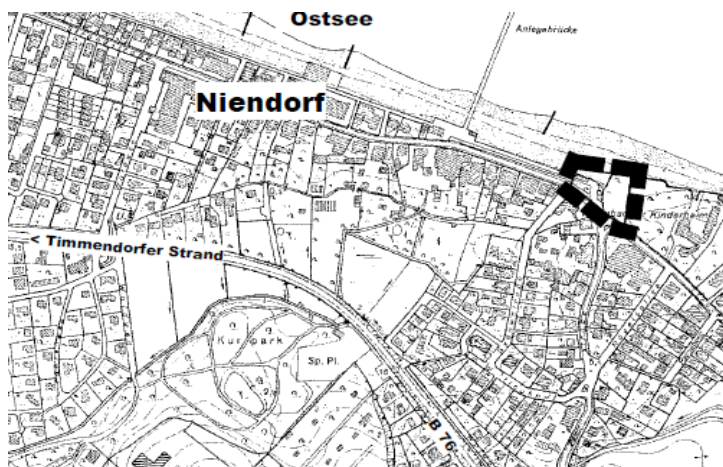 Ostsee
Anlegebrücke
Niendorf
Kinderheim
< Timmendorfer Strand
Kurpark
Sp. Pl.
B 76